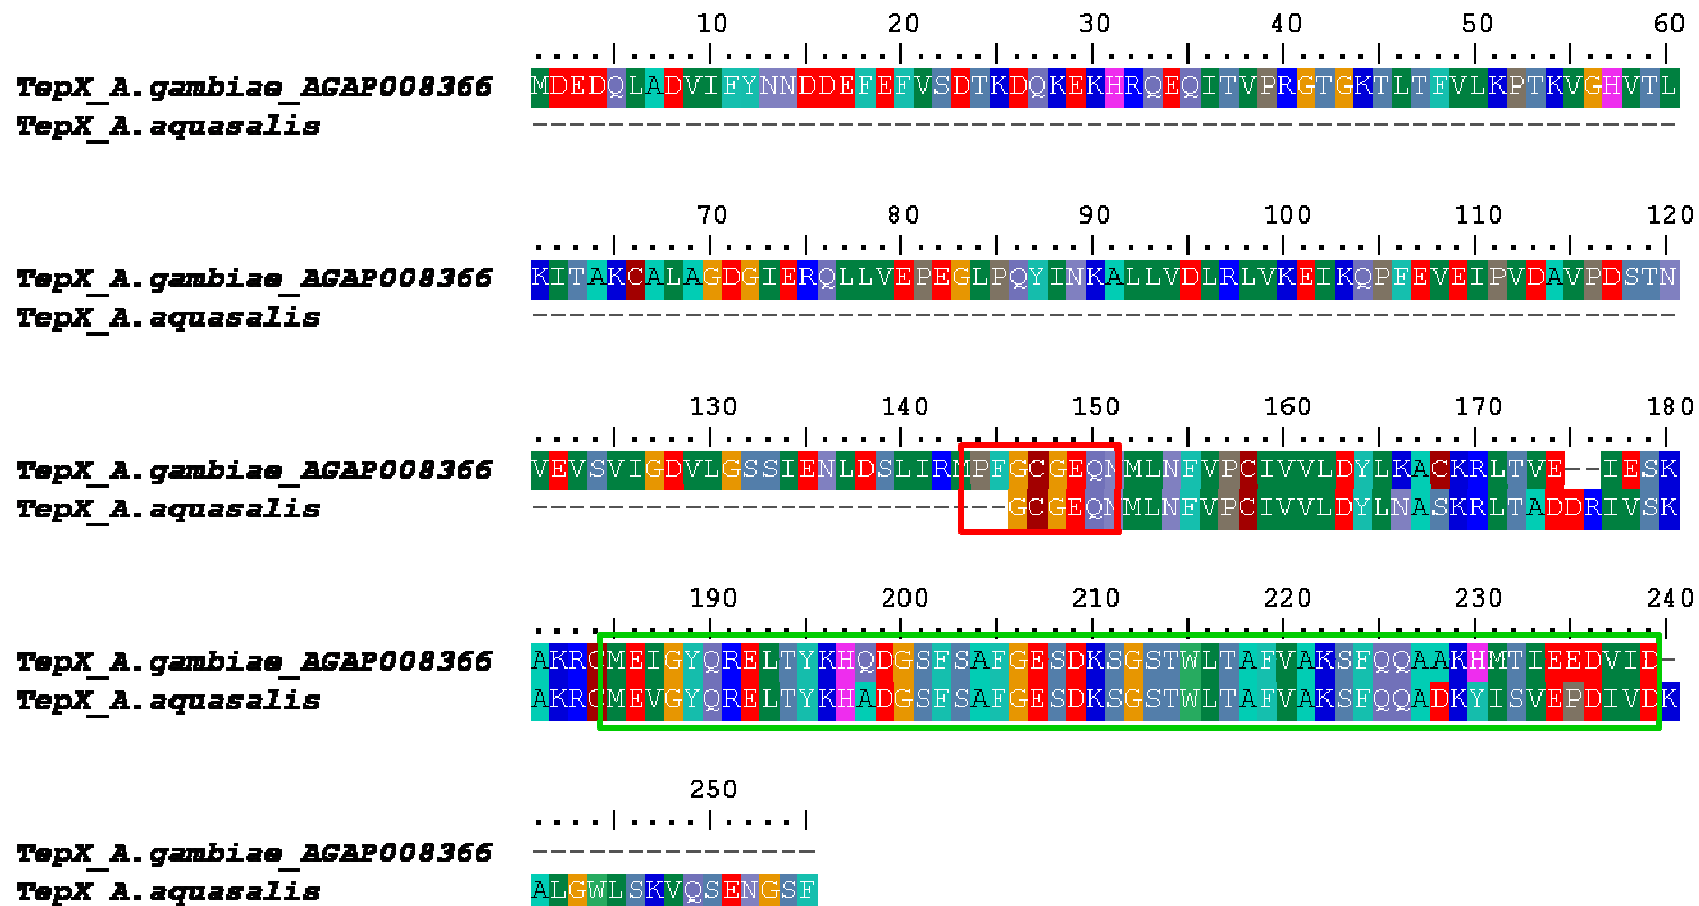 10 20 30 40 50 60
TepX_A.gambiae_AGAP008366 MDEDQLADVIFYNNDDEFEFVSDTKDQKEKHRQEQITVPRGTGKTLTFVLKPTKVGHVTL
TepX_A.aquasalis ------------------------------------------------------------
70 80 90 100 110 120
TepX_A.gambiae_AGAP008366 KITAKCALAGDGIERQLLVEPEGLPQYINKALLVDLRLVKEIKQPFEVEIPVDAVPDSTN
TepX_A.aquasalis ------------------------------------------------------------
130 140 150 160 170 180
TepX_A.gambiae_AGAP008366 VEVSVIGDVLGSSIENLDSLIRMPFGCGEQNMLNFVPCIVVLDYLKACKRLTVE--IESK
TepX_A.aquasalis -------------------------GCGEQNMLNFVPCIVVLDYLNASKRLTADDRIVSK
190 200 210 220 230 240
TepX_A.gambiae_AGAP008366 AKRCMEIGYQRELTYKHQDGSFSAFGESDKSGSTWLTAFVAKSFQQAAKHMTIEEDVID-
TepX_A.aquasalis AKRCMEVGYQRELTYKHADGSFSAFGESDKSGSTWLTAFVAKSFQQADKYISVEPDIVDK
250
TepX_A.gambiae_AGAP008366 ---------------
TepX_A.aquasalis ALGWLSKVQSENGSF